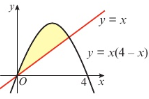 y
y = x
y = x(4 – x)
O
4
x